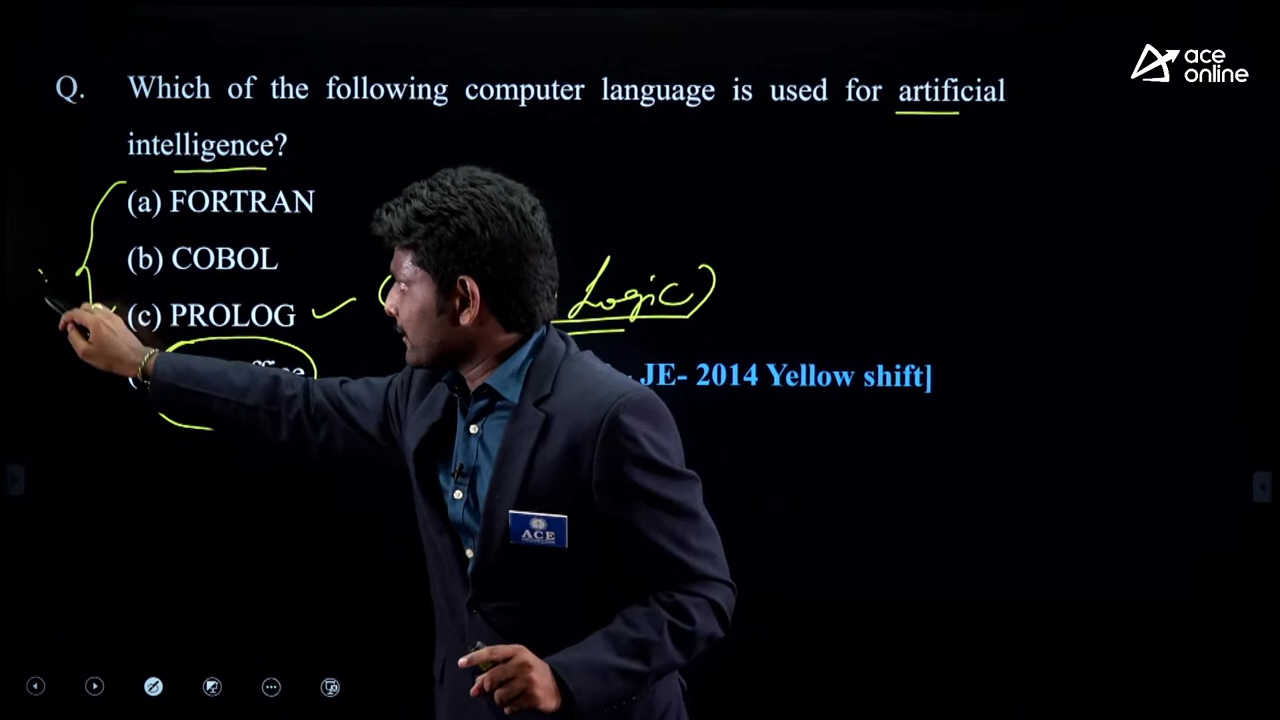 ace
online
Q. Which of the following computer language is used for artificial
intelligence?
(a) FORTRAN
(b) COBOL
(c) PROLOG Logic)
JE- 2014 Yellow shift]
ACE